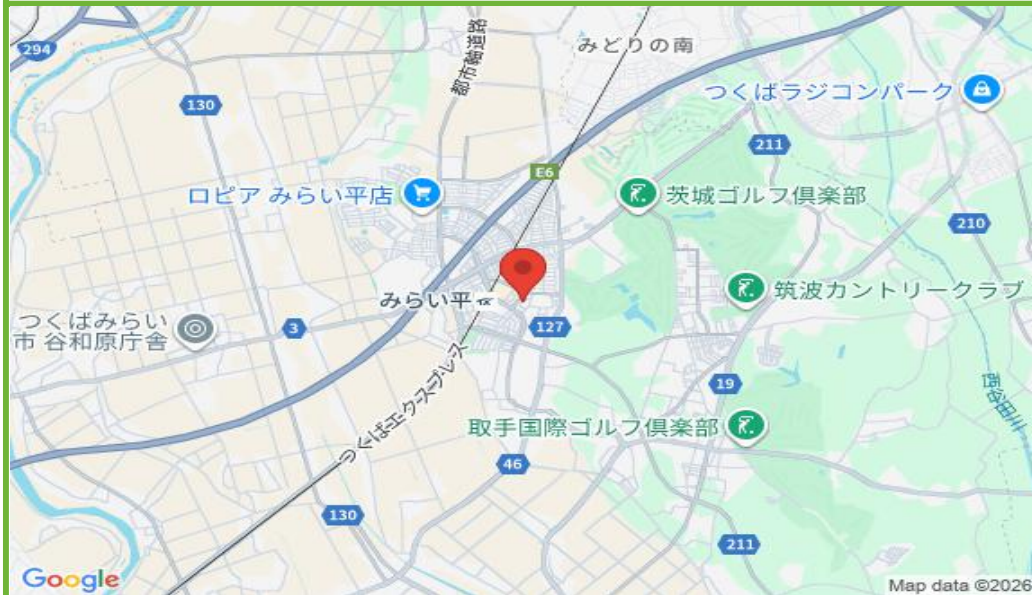 294
都市軸道路
みどりの南
130
つくばラジコンパーク
211
E6
ロピア みらい平店
茨城ゴルフ倶楽部
210
みらい平
筑波カントリークラブ
つくばみらい
市 谷和原庁舎
3
127
つくばエクスプレス
19
西谷田川
取手国際ゴルフ倶楽部
46
130
211
Google
Map data ©2026